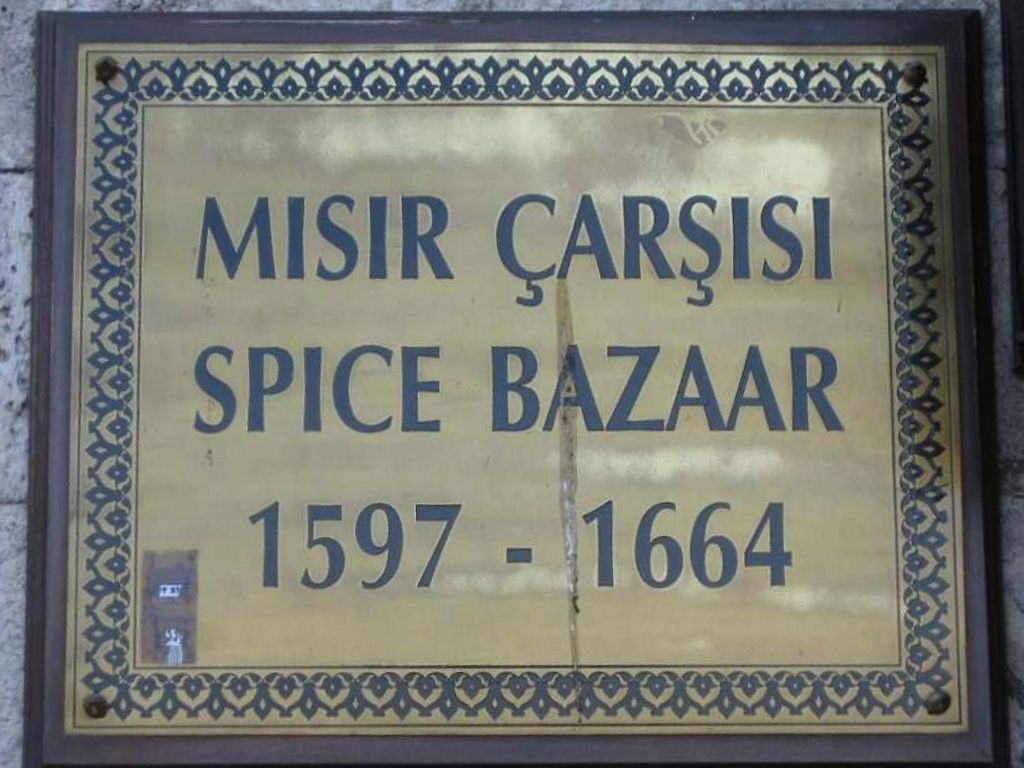 MISIR ÇARŞISI
SPICE BAZAAR
1597 - 1664